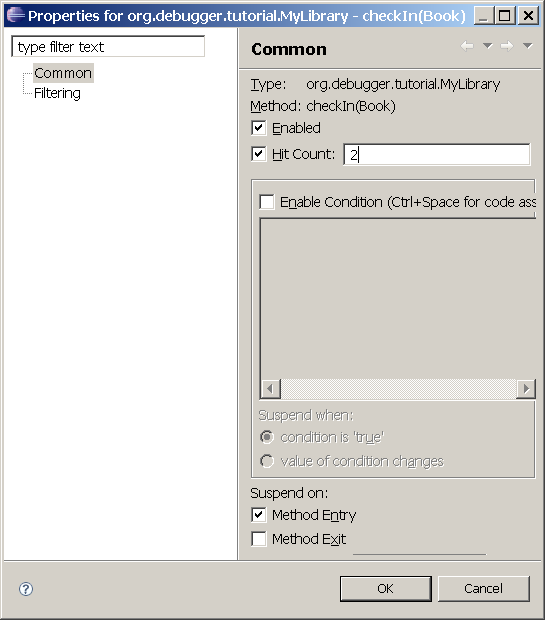 Properties for org.debugger.tutorial.MyLibrary - checkIn(Book)
type filter text
Common
Filtering
Common
Type: org.debugger.tutorial.MyLibrary
Method: checkIn(Book)
Enabled
Hit Count: 2
Enable Condition (Ctrl+Space for code ass
Suspend when:
condition is 'true'
value of condition changes
Suspend on:
Method Entry
Method Exit
?
OK Cancel